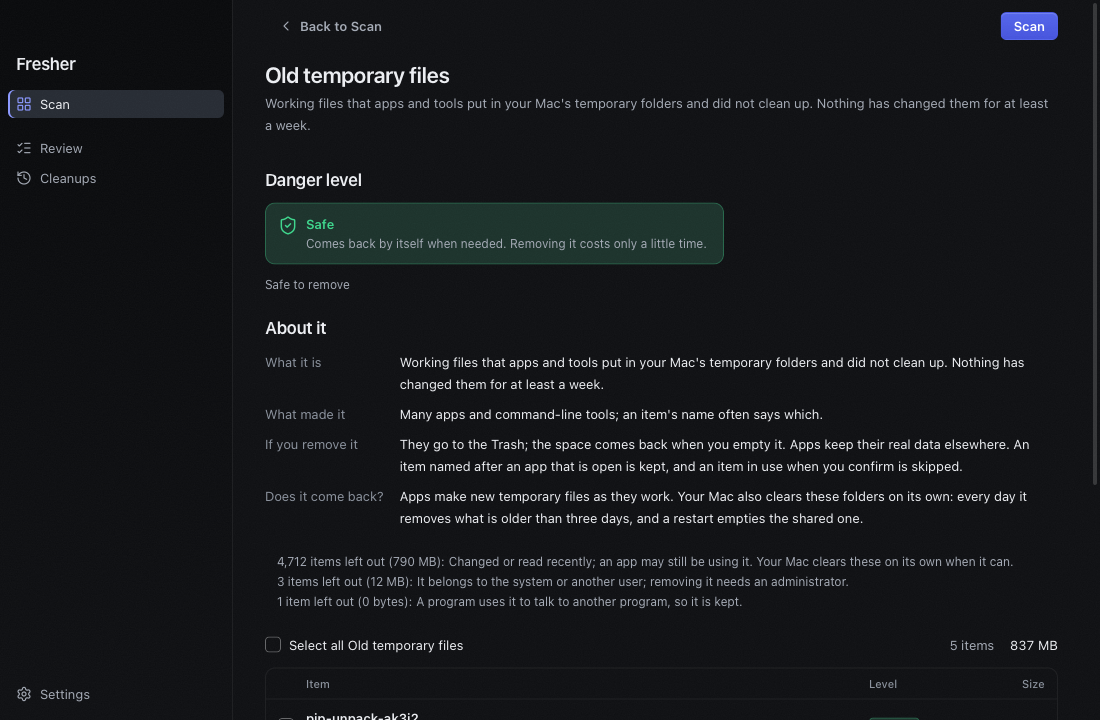 Fresher
Scan
Review
Cleanups
Settings
Back to Scan
Scan
Old temporary files
Working files that apps and tools put in your Mac's temporary folders and did not clean up. Nothing has changed them for at least
a week.
Danger level
Safe
Comes back by itself when needed. Removing it costs only a little time.
Safe to remove
About it
What it is
Working files that apps and tools put in your Mac's temporary folders and did not clean up. Nothing has
changed them for at least a week.
What made it
Many apps and command-line tools; an item's name often says which.
If you remove it
They go to the Trash; the space comes back when you empty it. Apps keep their real data elsewhere. An
item named after an app that is open is kept, and an item in use when you confirm is skipped.
Does it come back?
Apps make new temporary files as they work. Your Mac also clears these folders on its own: every day it
removes what is older than three days, and a restart empties the shared one.
4,712 items left out (790 MB): Changed or read recently; an app may still be using it. Your Mac clears these on its own when it can.
3 items left out (12 MB): It belongs to the system or another user; removing it needs an administrator.
1 item left out (0 bytes): A program uses it to talk to another program, so it is kept.
Select all Old temporary files
5 items
837 MB
Item
Level
Size